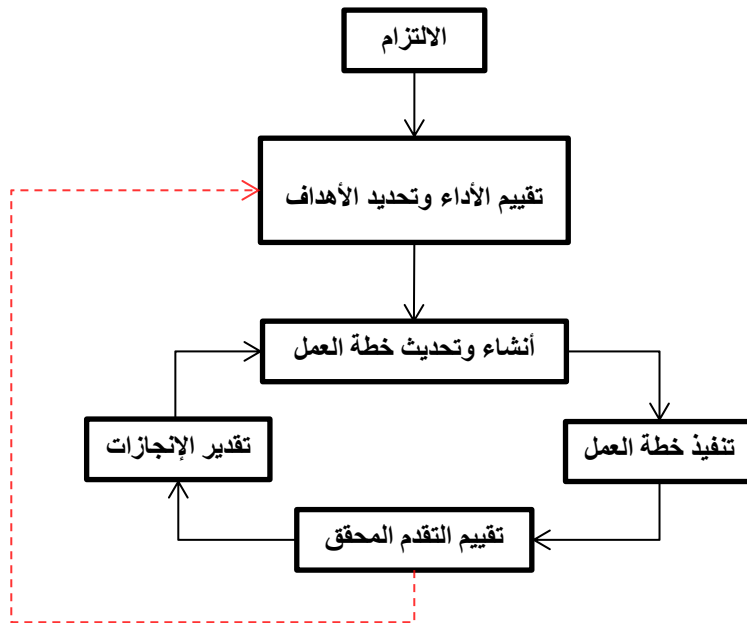 الالتزام
تقييم الأداء وتحديد الأهداف
أنشاء وتحديث خطة العمل
تنفيذ خطة العمل
تقدير الإنجازات
تقييم التقدم المحقق